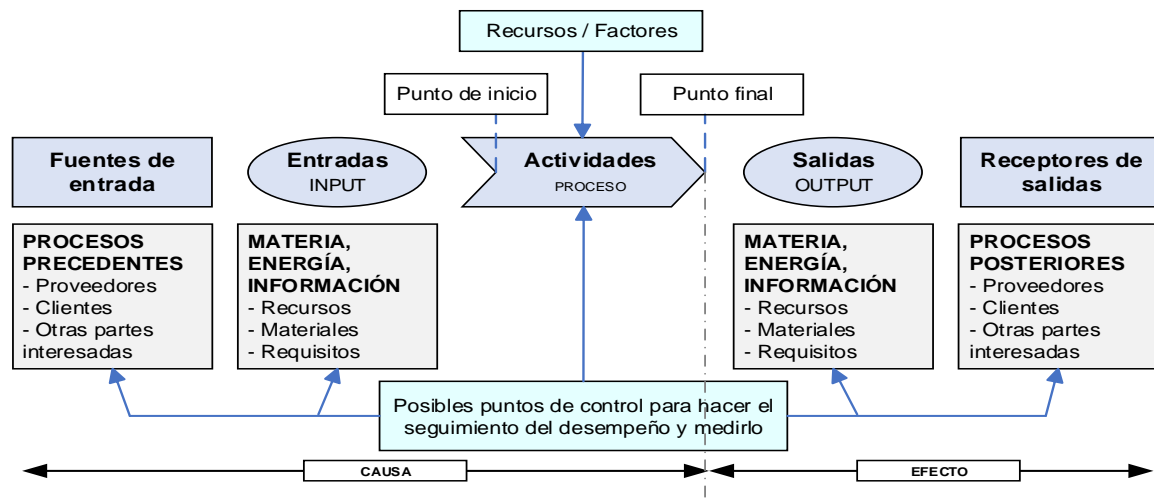 Recursos / Factores
Punto de inicio
Punto final
Fuentes de
entrada
Entradas
INPUT
Actividades
PROCESO
Salidas
OUTPUT
Receptores de
salidas
PROCESOS
PRECEDENTES
- Proveedores
- Clientes
- Otras partes
interesadas
MATERIA,
ENERGÍA,
INFORMACIÓN
- Recursos
- Materiales
- Requisitos
MATERIA,
ENERGÍA,
INFORMACIÓN
- Recursos
- Materiales
- Requisitos
PROCESOS
POSTERIORES
- Proveedores
- Clientes
- Otras partes
interesadas
Posibles puntos de control para hacer el
seguimiento del desempeño y medirlo
CAUSA
EFECTO